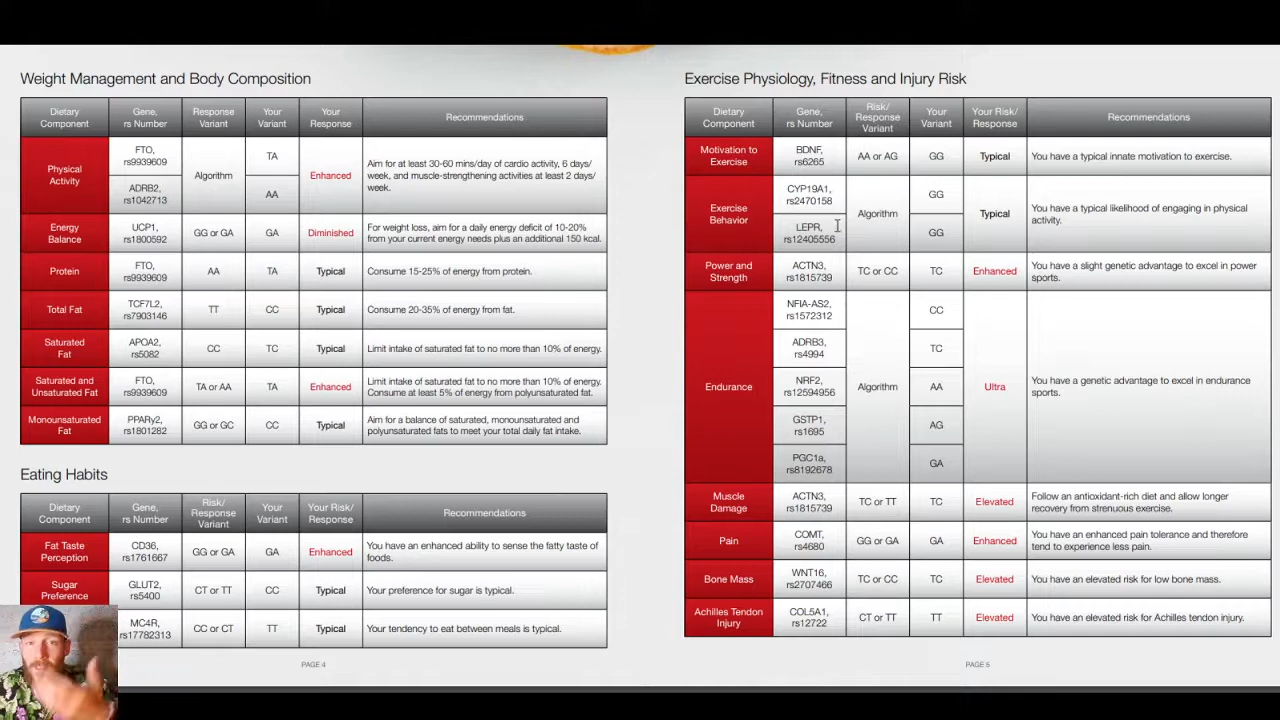 Weight Management and Body Composition
Dietary Component
Gene, rs Number
Response Variant
Your Variant
Your Response
Recommendations
Physical Activity
FTO, rs9939609
ADRB2, rs1042713
Algorithm
TA
AA
Enhanced
Aim for at least 30-60 mins/day of cardio activity, 6 days/
week, and muscle-strengthening activities at least 2 days/
week.
Energy Balance
UCP1, rs1800592
GG or GA
GA
Diminished
For weight loss, aim for a daily energy deficit of 10-20%
from your current energy needs plus an additional 150 kcal.
Protein
FTO, rs9939609
AA
TA
Typical
Consume 15-25% of energy from protein.
Total Fat
TCF7L2, rs7903146
TT
CC
Typical
Consume 20-35% of energy from fat.
Saturated Fat
APOA2, rs5082
CC
TC
Typical
Limit intake of saturated fat to no more than 10% of energy.
Saturated and Unsaturated Fat
FTO, rs9939609
TA or AA
TA
Enhanced
Limit intake of saturated fat to no more than 10% of energy.
Consume at least 5% of energy from polyunsaturated fat.
Monounsaturated Fat
PPARγ2, rs1801282
GG or GC
CC
Typical
Aim for a balance of saturated, monounsaturated and
polyunsaturated fats to meet your total daily fat intake.
Eating Habits
Dietary Component
Gene, rs Number
Risk/ Response Variant
Your Variant
Your Risk/ Response
Recommendations
Fat Taste Perception
CD36, rs1761667
GG or GA
GA
Enhanced
You have an enhanced ability to sense the fatty taste of
foods.
Sugar Preference
GLUT2, rs5400
CT or TT
CC
Typical
Your preference for sugar is typical.
MC4R, rs17782313
CC or CT
TT
Typical
Your tendency to eat between meals is typical.
PAGE 4
Exercise Physiology, Fitness and Injury Risk
Dietary Component
Gene, rs Number
Risk/ Response Variant
Your Variant
Your Risk/ Response
Recommendations
Motivation to Exercise
BDNF, rs6265
AA or AG
GG
Typical
You have a typical innate motivation to exercise.
Exercise Behavior
CYP19A1, rs2470158
LEPR, rs12405556
Algorithm
GG
GG
Typical
You have a typical likelihood of engaging in physical
activity.
Power and Strength
ACTN3, rs1815739
TC or CC
TC
Enhanced
You have a slight genetic advantage to excel in power
sports.
Endurance
NFIA-AS2, rs1572312
ADRB3, rs4994
NRF2, rs12594956
GSTP1, rs1695
PGC1a, rs8192678
Algorithm
CC
TC
AA
AG
GA
Ultra
You have a genetic advantage to excel in endurance
sports.
Muscle Damage
ACTN3, rs1815739
TC or TT
TC
Elevated
Follow an antioxidant-rich diet and allow longer
recovery from strenuous exercise.
Pain
COMT, rs4680
GG or GA
GA
Enhanced
You have an enhanced pain tolerance and therefore
tend to experience less pain.
Bone Mass
WNT16, rs2707466
TC or CC
TC
Elevated
You have an elevated risk for low bone mass.
Achilles Tendon Injury
COL5A1, rs12722
CT or TT
TT
Elevated
You have an elevated risk for Achilles tendon injury.
PAGE 5